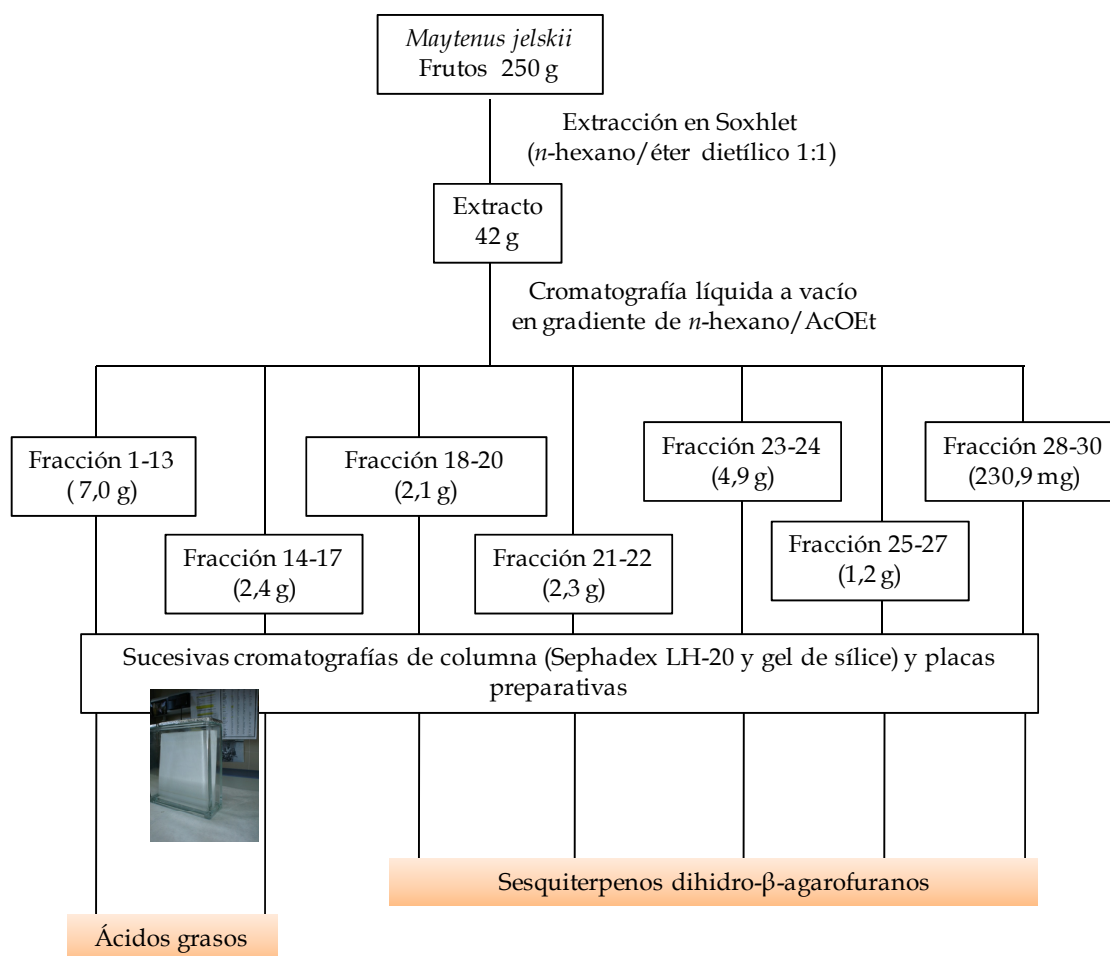 Maytenus jelskii
Frutos 250 g
Extracción en Soxhlet
(n-hexano/éter dietílico 1:1)
Extracto
42 g
Cromatografía líquida a vacío
en gradiente de n-hexano/AcOEt
Fracción 1-13
( 7,0 g)
Fracción 14-17
(2,4 g)
Fracción 18-20
(2,1 g)
Fracción 21-22
(2,3 g)
Fracción 23-24
(4,9 g)
Fracción 25-27
(1,2 g)
Fracción 28-30
(230,9 mg)
Sucesivas cromatografías de columna (Sephadex LH-20 y gel de sílice) y placas
preparativas
Sesquiterpenos dihidro-β-agarofuranos
Ácidos grasos